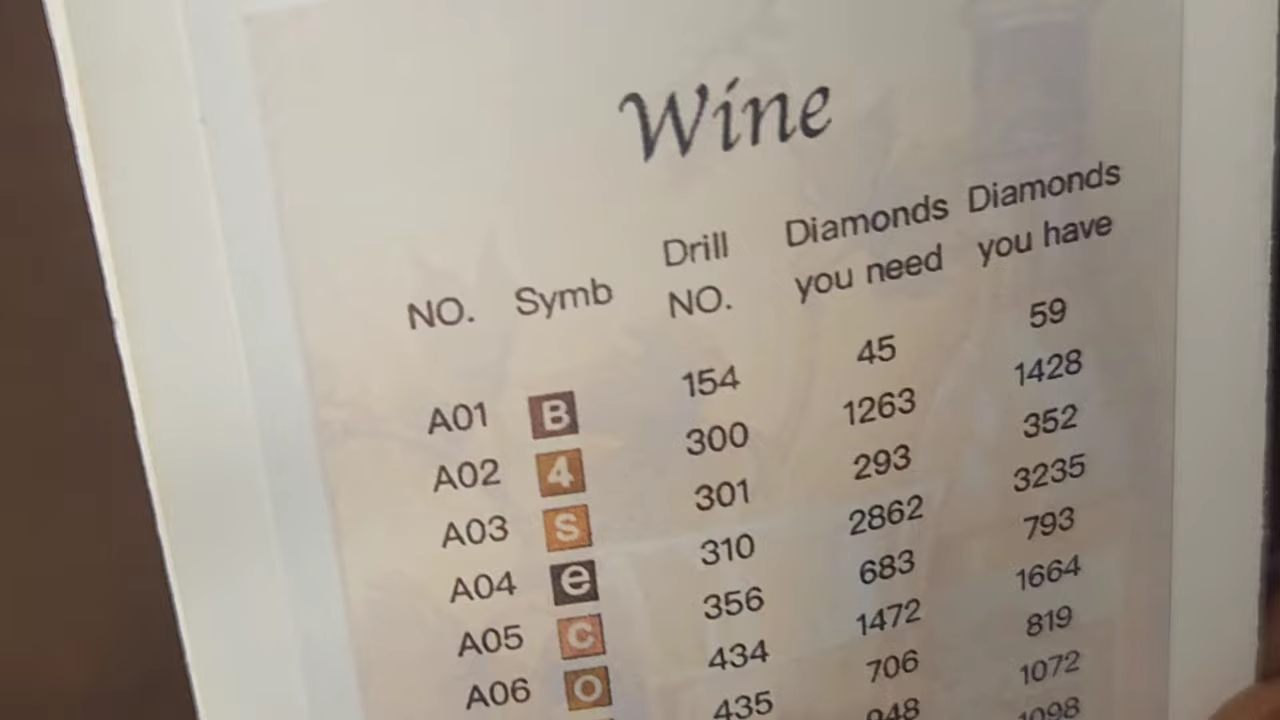 Wine
NO. Symb Drill NO. Diamonds you need Diamonds you have
A01 B 154 45 59
A02 4 300 1263 1428
A03 S 301 293 352
A04 e 310 2862 3235
A05 C 356 683 793
A06 O 434 1472 1664
435 706 819
948 1072
1098